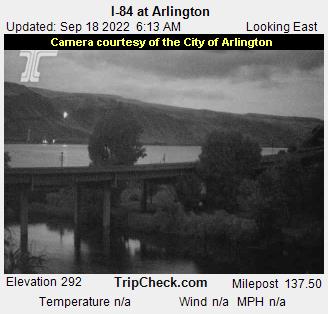 I-84 at Arlington
Updated: Sep 18 2022 6:13 AM Looking East
Camera courtesy of the City of Arlington
Elevation 292 TripCheck.com Milepost 137.50
Temperature n/a Wind n/a MPH n/a